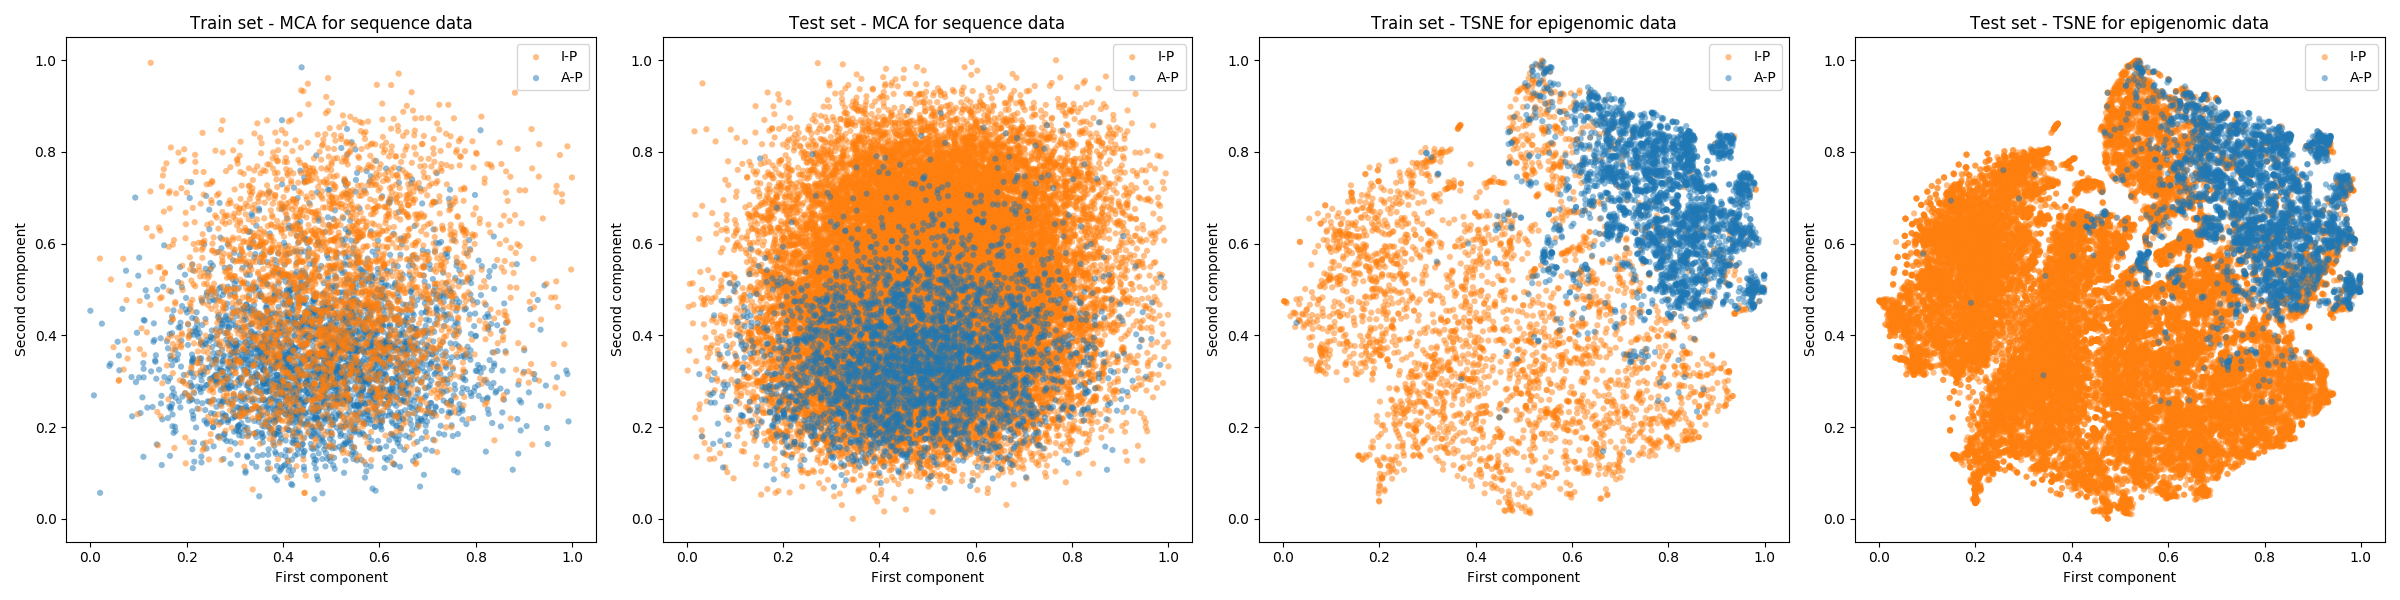 Train set - MCA for sequence data
Second component
1.0
0.8
0.6
0.4
0.2
0.0
I-P
A-P
0.0 0.2 0.4 0.6 0.8 1.0
First component
Test set - MCA for sequence data
Second component
1.0
0.8
0.6
0.4
0.2
0.0
I-P
A-P
0.0 0.2 0.4 0.6 0.8 1.0
First component
Train set - TSNE for epigenomic data
Second component
1.0
0.8
0.6
0.4
0.2
0.0
I-P
A-P
0.0 0.2 0.4 0.6 0.8 1.0
First component
Test set - TSNE for epigenomic data
Second component
1.0
0.8
0.6
0.4
0.2
0.0
I-P
A-P
0.0 0.2 0.4 0.6 0.8 1.0
First component